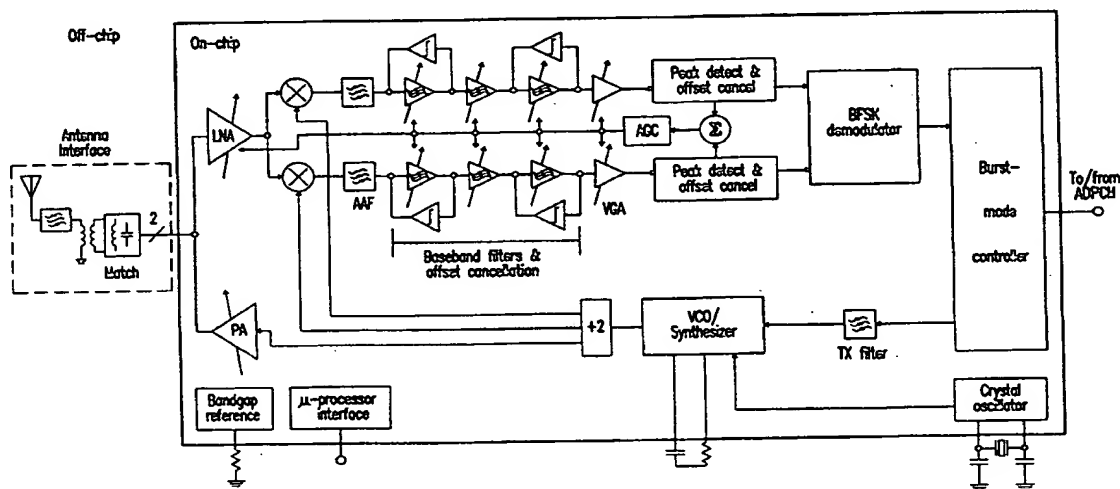 Off-chip
On-chip
Antenna
Interface
2
Match
LNA
PA
AAF
Baseband filters &
offset cancellation
VGA
AGC
Σ
Peak detect &
offset cancel
Peak detect &
offset cancel
BFSK
demodulator
Burst-
moda
controller
To/from
ADPCM
÷2
VCO/
Synthesizer
TX filter
Bandgap
reference
μ-processor
interface
Crystal
oscillator